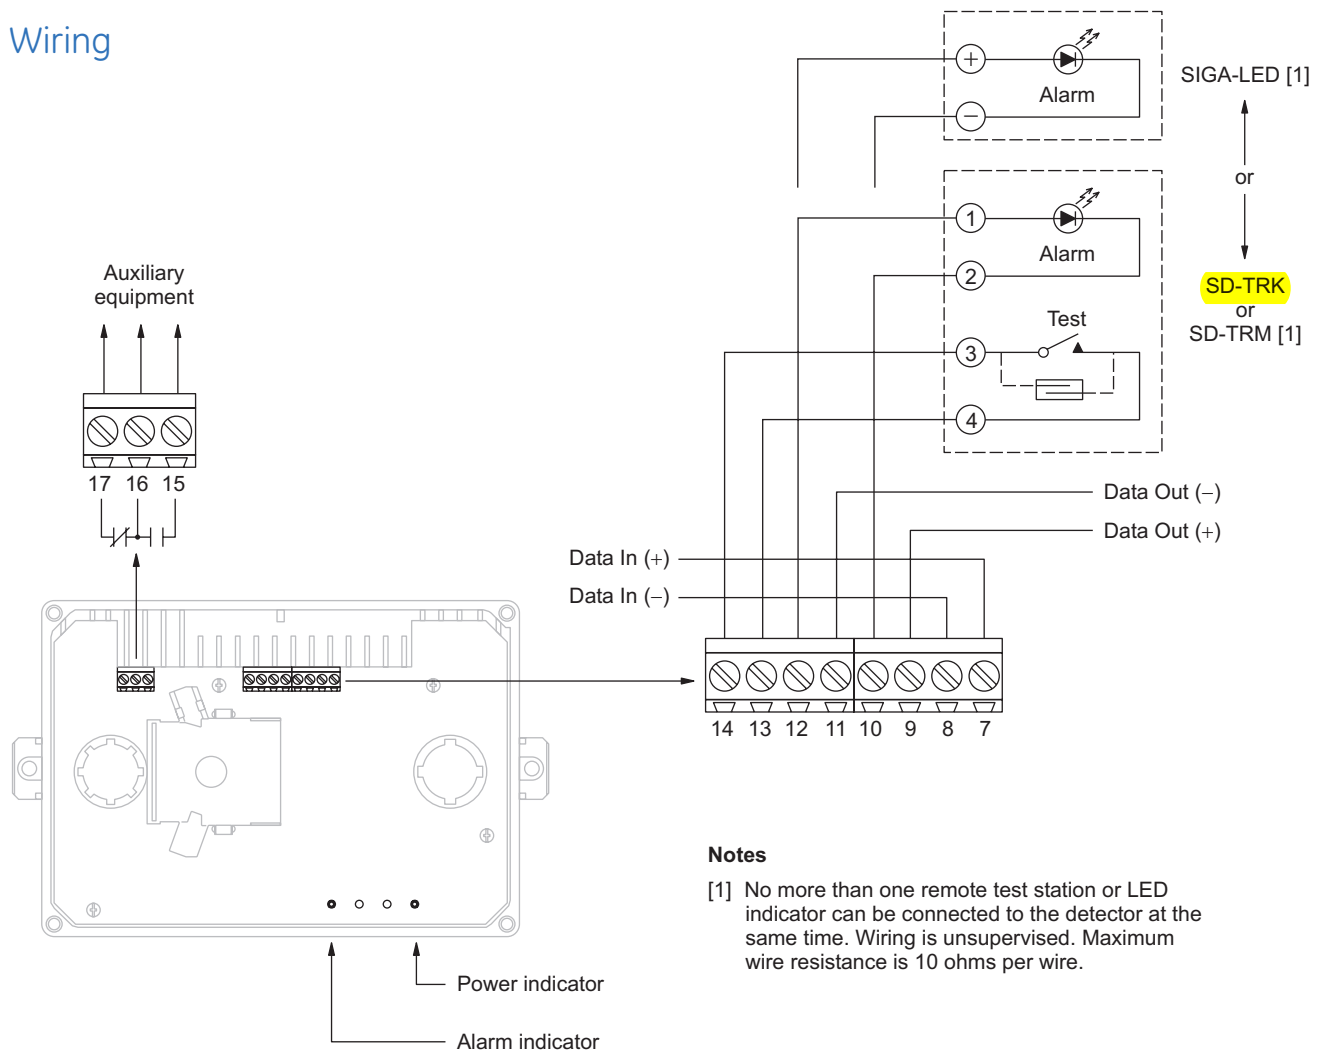 Wiring
+
Alarm
−
SIGA-LED [1]
or
1
Alarm
2
SD-TRK
or
SD-TRM [1]
Test
3
4
Auxiliary
equipment
17 16 15
Data Out (−)
Data Out (+)
Data In (+)
Data In (−)
14 13 12 11 10 9 8 7
Notes
[1] No more than one remote test station or LED
indicator can be connected to the detector at the
same time. Wiring is unsupervised. Maximum
wire resistance is 10 ohms per wire.
Power indicator
Alarm indicator